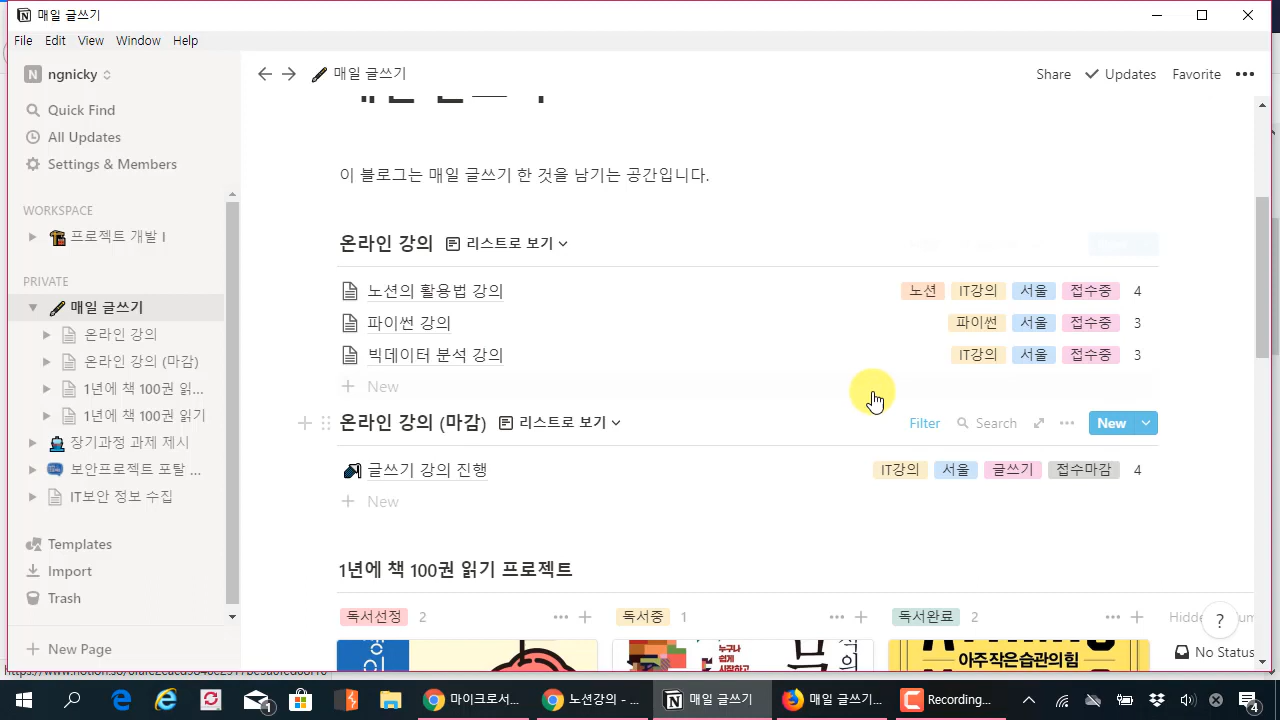 매일 글쓰기
File Edit View Window Help
N ngnicky
매일 글쓰기
Share Updates Favorite
Quick Find
All Updates
Settings & Members
WORKSPACE
프로젝트 개발 I
PRIVATE
매일 글쓰기
온라인 강의
온라인 강의 (마감)
1년에 책 100권 읽...
1년에 책 100권 읽기
장기과정 과제 제시
보안프로젝트 포탈 ...
IT보안 정보 수집
Templates
Import
Trash
New Page
이 블로그는 매일 글쓰기 한 것을 남기는 공간입니다.
온라인 강의 리스트로 보기
노션의 활용법 강의 노션 IT강의 서울 접수중 4
파이썬 강의 파이썬 서울 접수중 3
빅데이터 분석 강의 IT강의 서울 접수중 3
New
온라인 강의 (마감) 리스트로 보기 Filter Search New
글쓰기 강의 진행 IT강의 서울 글쓰기 접수마감 4
New
1년에 책 100권 읽기 프로젝트
독서선정 2 독서중 1 독서완료 2
No Status
누구나
쉽게
아주 작은 습관의 힘
?
마이크로서... 노션강의 - ... 매일 글쓰기 매일 글쓰기... Recording... 4